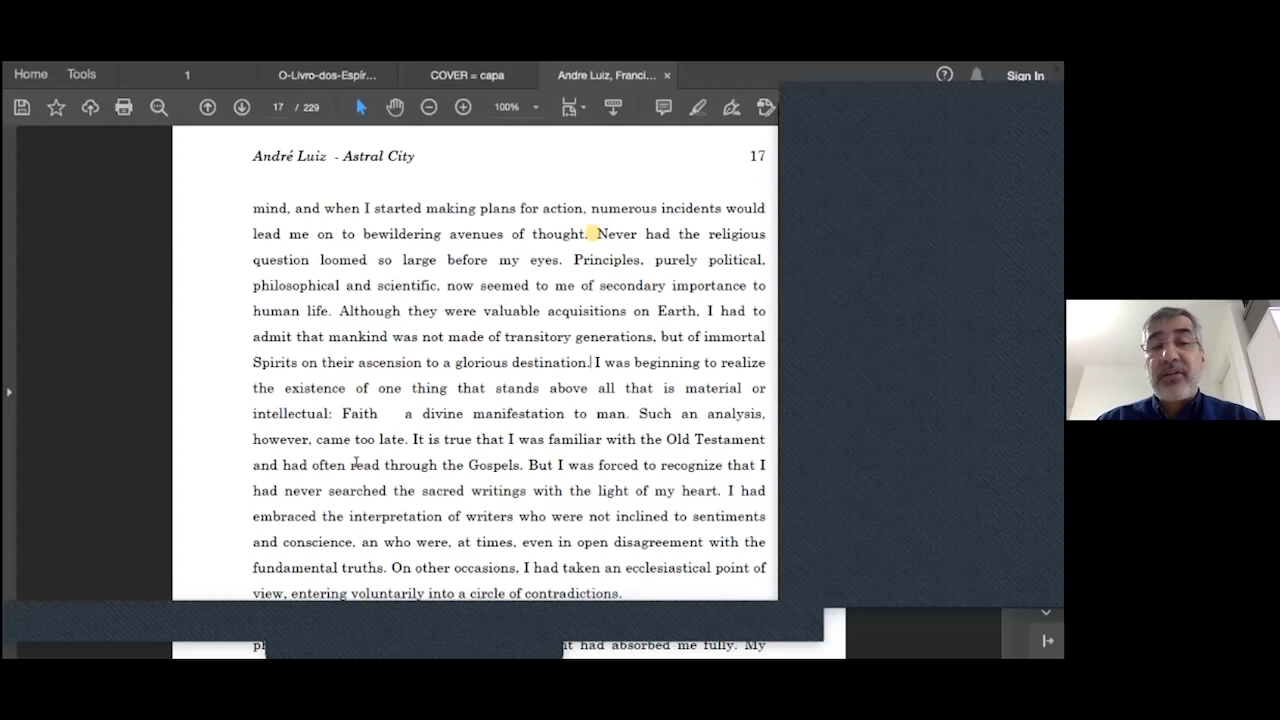 Home Tools 1 O-Livro-dos-Espír... COVER = capa Andre Luiz, Franci... × Sign In
17 / 229 100%
André Luiz - Astral City 17
mind, and when I started making plans for action, numerous incidents would
lead me on to bewildering avenues of thought. Never had the religious
question loomed so large before my eyes. Principles, purely political,
philosophical and scientific, now seemed to me of secondary importance to
human life. Although they were valuable acquisitions on Earth, I had to
admit that mankind was not made of transitory generations, but of immortal
Spirits on their ascension to a glorious destination. I was beginning to realize
the existence of one thing that stands above all that is material or
intellectual: Faith a divine manifestation to man. Such an analysis,
however, came too late. It is true that I was familiar with the Old Testament
and had often read through the Gospels. But I was forced to recognize that I
had never searched the sacred writings with the light of my heart. I had
embraced the interpretation of writers who were not inclined to sentiments
and conscience, an who were, at times, even in open disagreement with the
fundamental truths. On other occasions, I had taken an ecclesiastical point of
view, entering voluntarily into a circle of contradictions.
had absorbed me fully. My